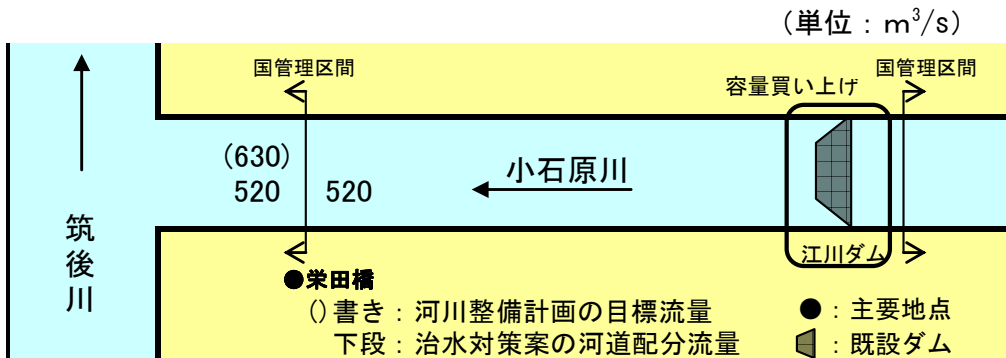 （単位：m³/s）
国管理区間
容量買い上げ
国管理区間
(630)
520
520
小石原川
筑後川
江川ダム
●栄田橋
()書き：河川整備計画の目標流量
下段：治水対策案の河道配分流量
●：主要地点
：既設ダム